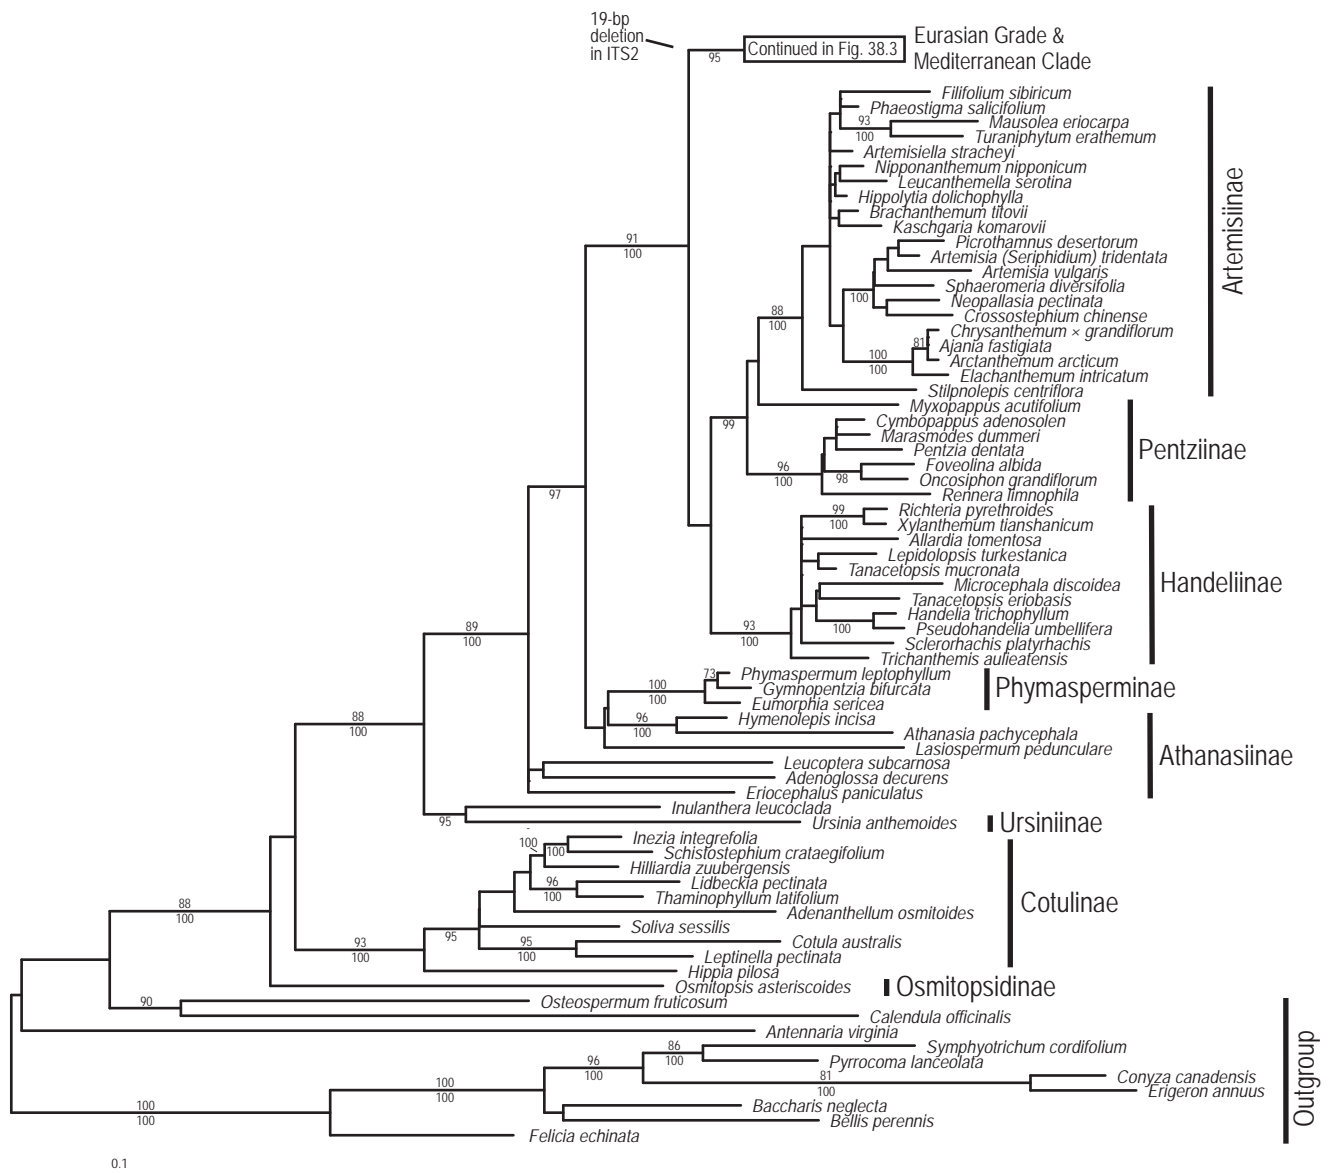 19-bp
deletion
in ITS2
95
Continued in Fig. 38.3
Eurasian Grade &
Mediterranean Clade
Filifolium sibiricum
Phaeostigma salicifolium
93
100
Mausolea eriocarpa
Turaniphytum erathemum
Artemisiella stracheyi
Nipponanthemum nipponicum
Leucanthemella serotina
Hippolytia dolichophylla
Brachanthemum titovii
Kaschgaria komarovii
91
100
Picrothamnus desertorum
Artemisia (Seriphidium) tridentata
Artemisia vulgaris
Sphaeromeria diversifolia
100
Neopallasia pectinata
Crossostephium chinense
88
100
Chrysanthemum × grandiflorum
81
Ajania fastigiata
100
100
Arctanthemum arcticum
Elachanthemum intricatum
Stilpnolepis centriflora
Artemisiinae
Myxopappus acutifolium
99
Cymbopappus adenosolen
Marasmodes dummeri
Pentzia dentata
96
100
Foveolina albida
98
Oncosiphon grandiflorum
Rennera limnophila
Pentziinae
97
99
100
Richteria pyrethroides
Xylanthemum tianshanicum
Allardia tomentosa
Lepidolopsis turkestanica
Tanacetopsis mucronata
Microcephala discoidea
Tanacetopsis eriobasis
Handelia trichophyllum
100
Pseudohandelia umbellifera
93
100
Sclerorhachis platyrhachis
Trichanthemis aulieatensis
Handeliinae
89
100
73
Phymaspermum leptophyllum
100
100
Gymnopentzia bifurcata
Eumorphia sericea
Phymasperminae
96
100
Hymenolepis incisa
Athanasia pachycephala
Lasiospermum pedunculare
Leucoptera subcarnosa
Adenoglossa decurens
Eriocephalus paniculatus
Athanasiinae
88
100
95
Inulanthera leucoclada
Ursinia anthemoides
Ursiniinae
-
100
100
Inezia integrefolia
Schistostephium crataegifolium
Hilliardia zuubergensis
96
100
Lidbeckia pectinata
Thaminophyllum latifolium
Adenanthellum osmitoides
88
100
Soliva sessilis
93
100
95
95
100
Cotula australis
Leptinella pectinata
Hippia pilosa
Cotulinae
Osmitopsis asteriscoides
Osmitopsidinae
90
Osteospermum fruticosum
Calendula officinalis
Antennaria virginia
86
100
Symphyotrichum cordifolium
Pyrrocoma lanceolata
96
100
81
100
Conyza canadensis
Erigeron annuus
100
100
Baccharis neglecta
Bellis perennis
100
100
Felicia echinata
Outgroup
0.1